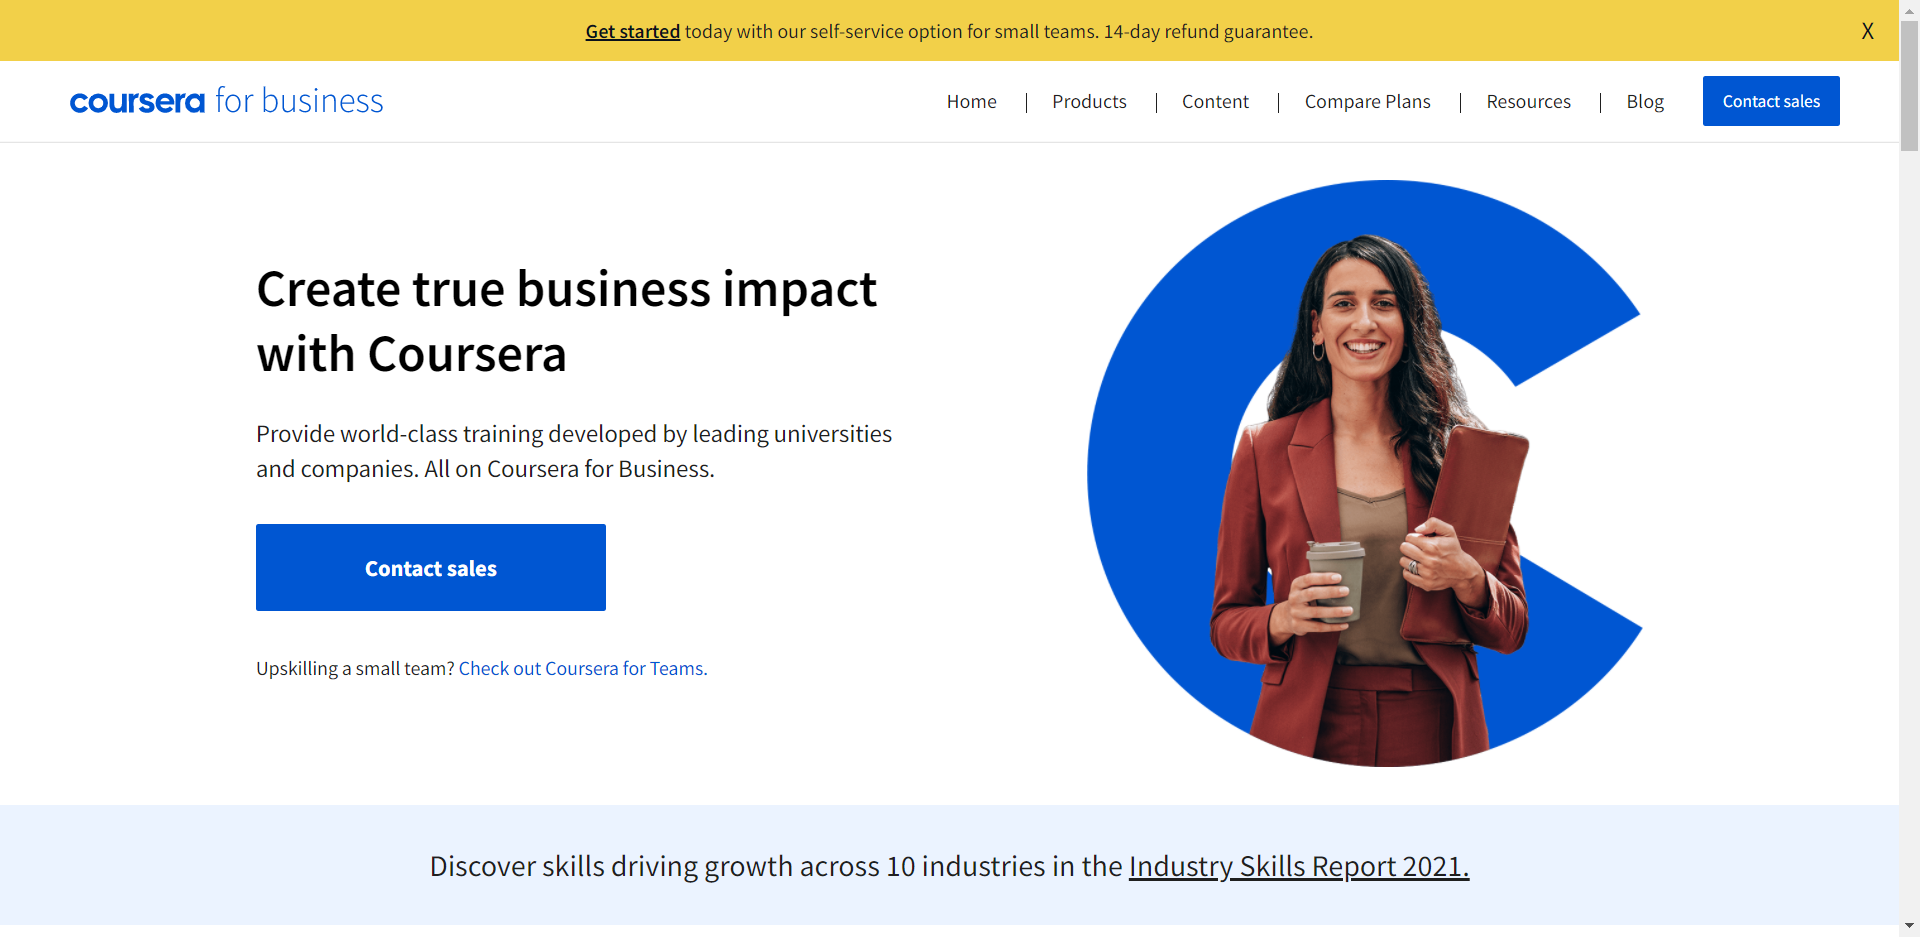 Get started today with our self-service option for small teams. 14-day refund guarantee.
X
coursera for business
Home
Products
Content
Compare Plans
Resources
Blog
Contact sales
Create true business impact
with Coursera
Provide world-class training developed by leading universities
and companies. All on Coursera for Business.
Contact sales
Upskilling a small team? Check out Coursera for Teams.
Discover skills driving growth across 10 industries in the Industry Skills Report 2021.